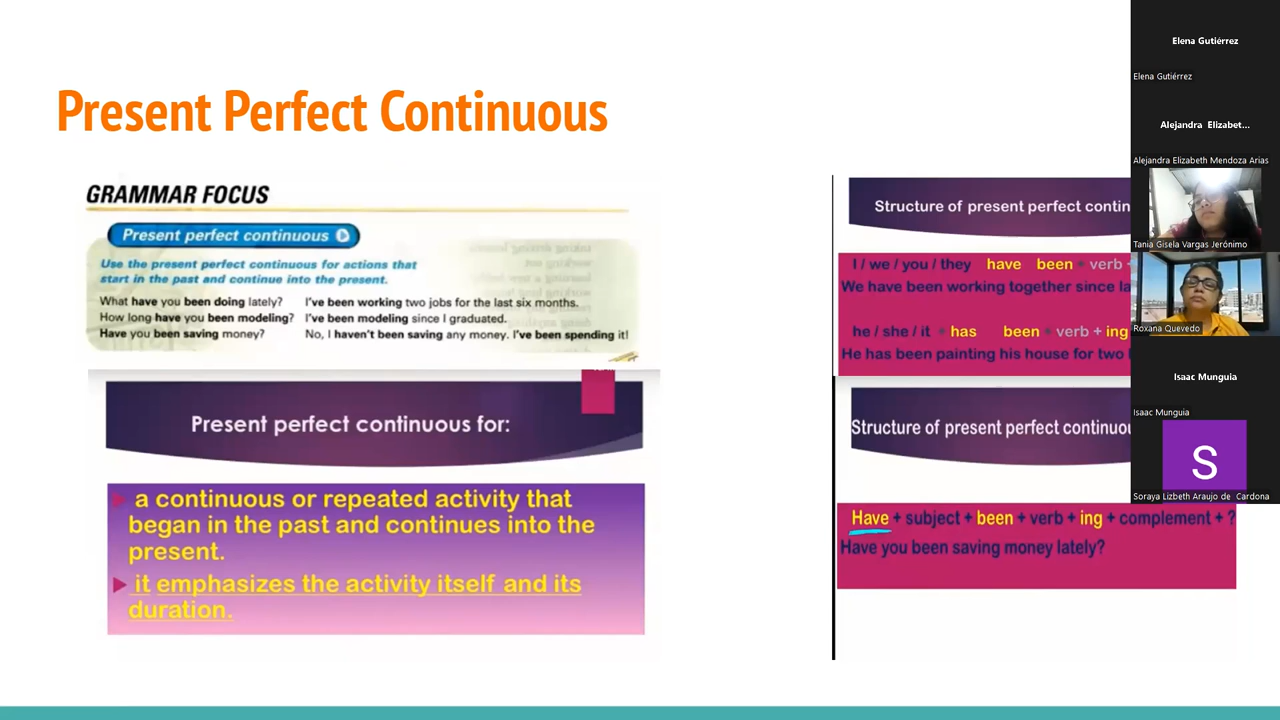 Present Perfect Continuous
GRAMMAR FOCUS
Present perfect continuous
Use the present perfect continuous for actions that
start in the past and continue into the present.
What have you been doing lately? I've been working two jobs for the last six months.
How long have you been modeling? I've been modeling since I graduated.
Have you been saving money? No, I haven't been saving any money. I've been spending it!
Present perfect continuous for:
a continuous or repeated activity that
began in the past and continues into the
present.
it emphasizes the activity itself and its
duration.
Structure of present perfect contin
I / we / you / they have been + verb +
We have been working together since la
he / she / it + has been + verb + ing
He has been painting his house for two
Structure of present perfect continuou
Have + subject + been + verb + ing + complement + ?
Have you been saving money lately?
Elena Gutiérrez
Elena Gutiérrez
Alejandra Elizabet...
Alejandra Elizabeth Mendoza Arias
Tania Gisela Vargas Jerónimo
Roxana Quevedo
Isaac Munguia
Isaac Munguia
S
Soraya Lizbeth Araujo de Cardona